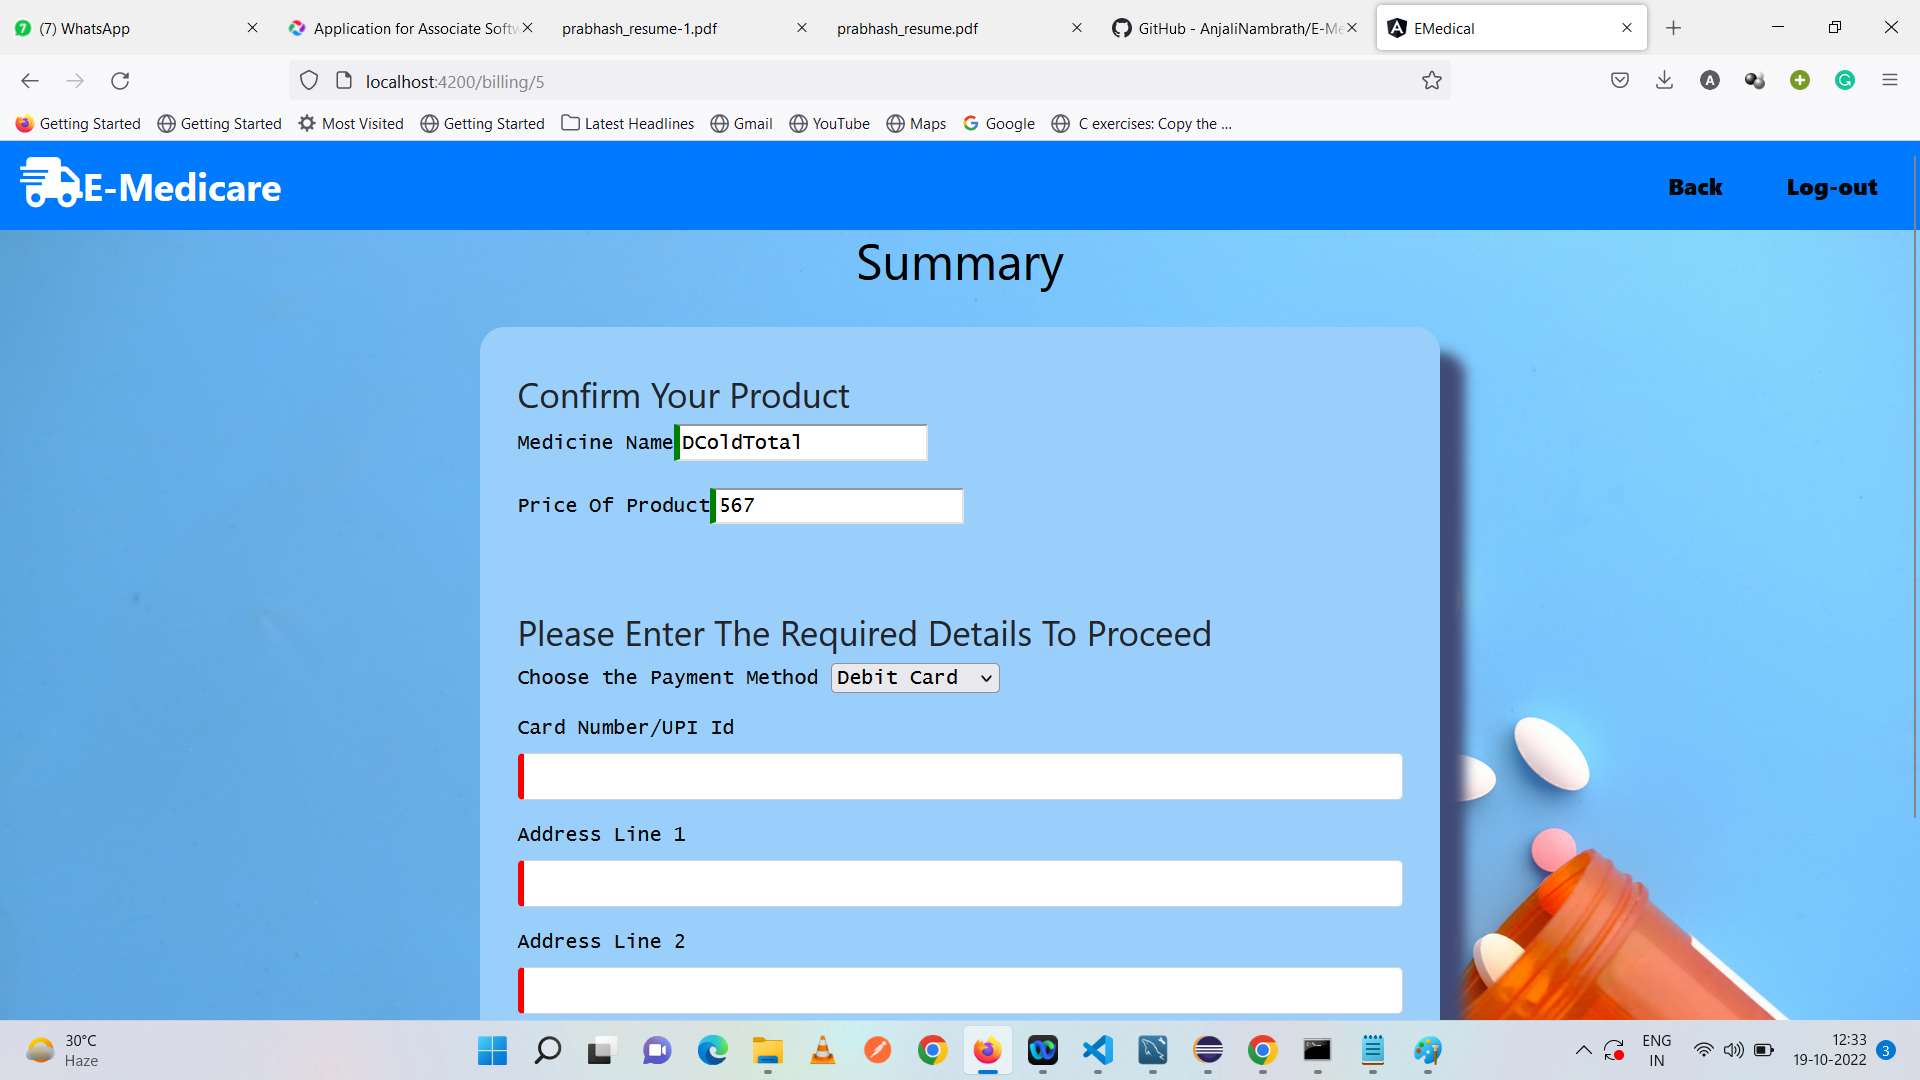 (7) WhatsApp
Application for Associate Softw
prabhash_resume-1.pdf
prabhash_resume.pdf
GitHub - AnjaliNambrath/E-Me
EMedical
localhost:4200/billing/5
Getting Started
Getting Started
Most Visited
Getting Started
Latest Headlines
Gmail
YouTube
Maps
Google
C exercises: Copy the ...
E-Medicare
Back
Log-out
Summary
Confirm Your Product
Medicine Name DColdTotal
Price Of Product 567
Please Enter The Required Details To Proceed
Choose the Payment Method Debit Card
Card Number/UPI Id
Address Line 1
Address Line 2
30°C
Haze
ENG
IN
12:33
19-10-2022
3